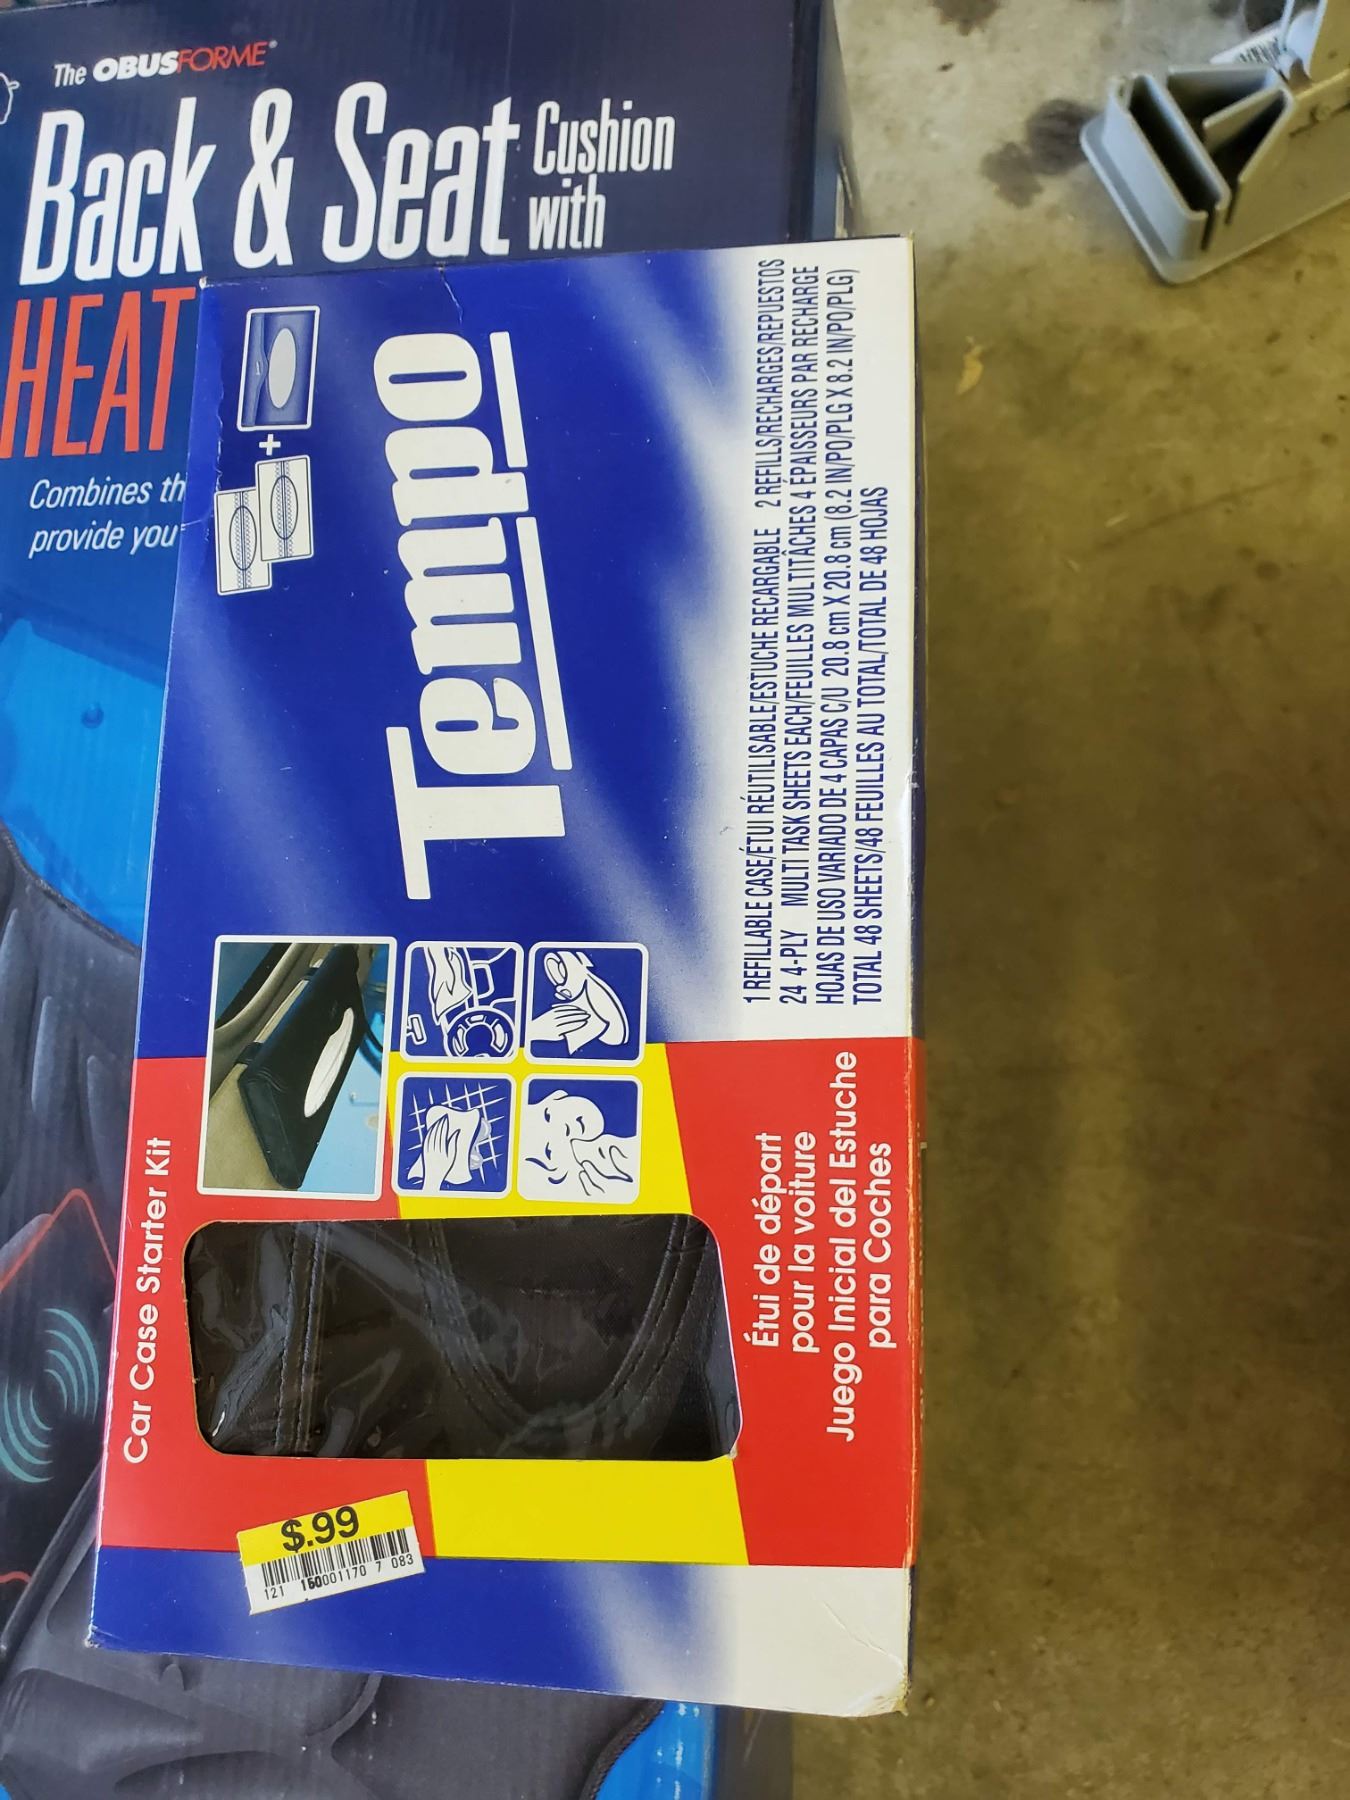 The OBUSFORME®
Back & Seat Cushion with
HEAT
Combines th
provide you
Tempo
1 REFILLABLE CASE/ÉTUI RÉUTILISABLE/ESTUCHE RECARGABLE 2 REFILLS/RECHARGES/REPUESTOS
24 4-PLY MULTI TASK SHEETS EACH/FEUILLES MULTITÂCHES 4 ÉPAISSEURS PAR RECHARGE
HOJAS DE USO VARIADO DE 4 CAPAS C/U 20.8 cm X 20.8 cm (8.2 IN/PO/PLG X 8.2 IN/PO/PLG)
TOTAL 48 SHEETS/48 FEUILLES AU TOTAL/TOTAL DE 48 HOJAS
Car Case Starter Kit
Étui de départ
pour la voiture
Juego Inicial del Estuche
para Coches
$.99
121 150001170 7 083